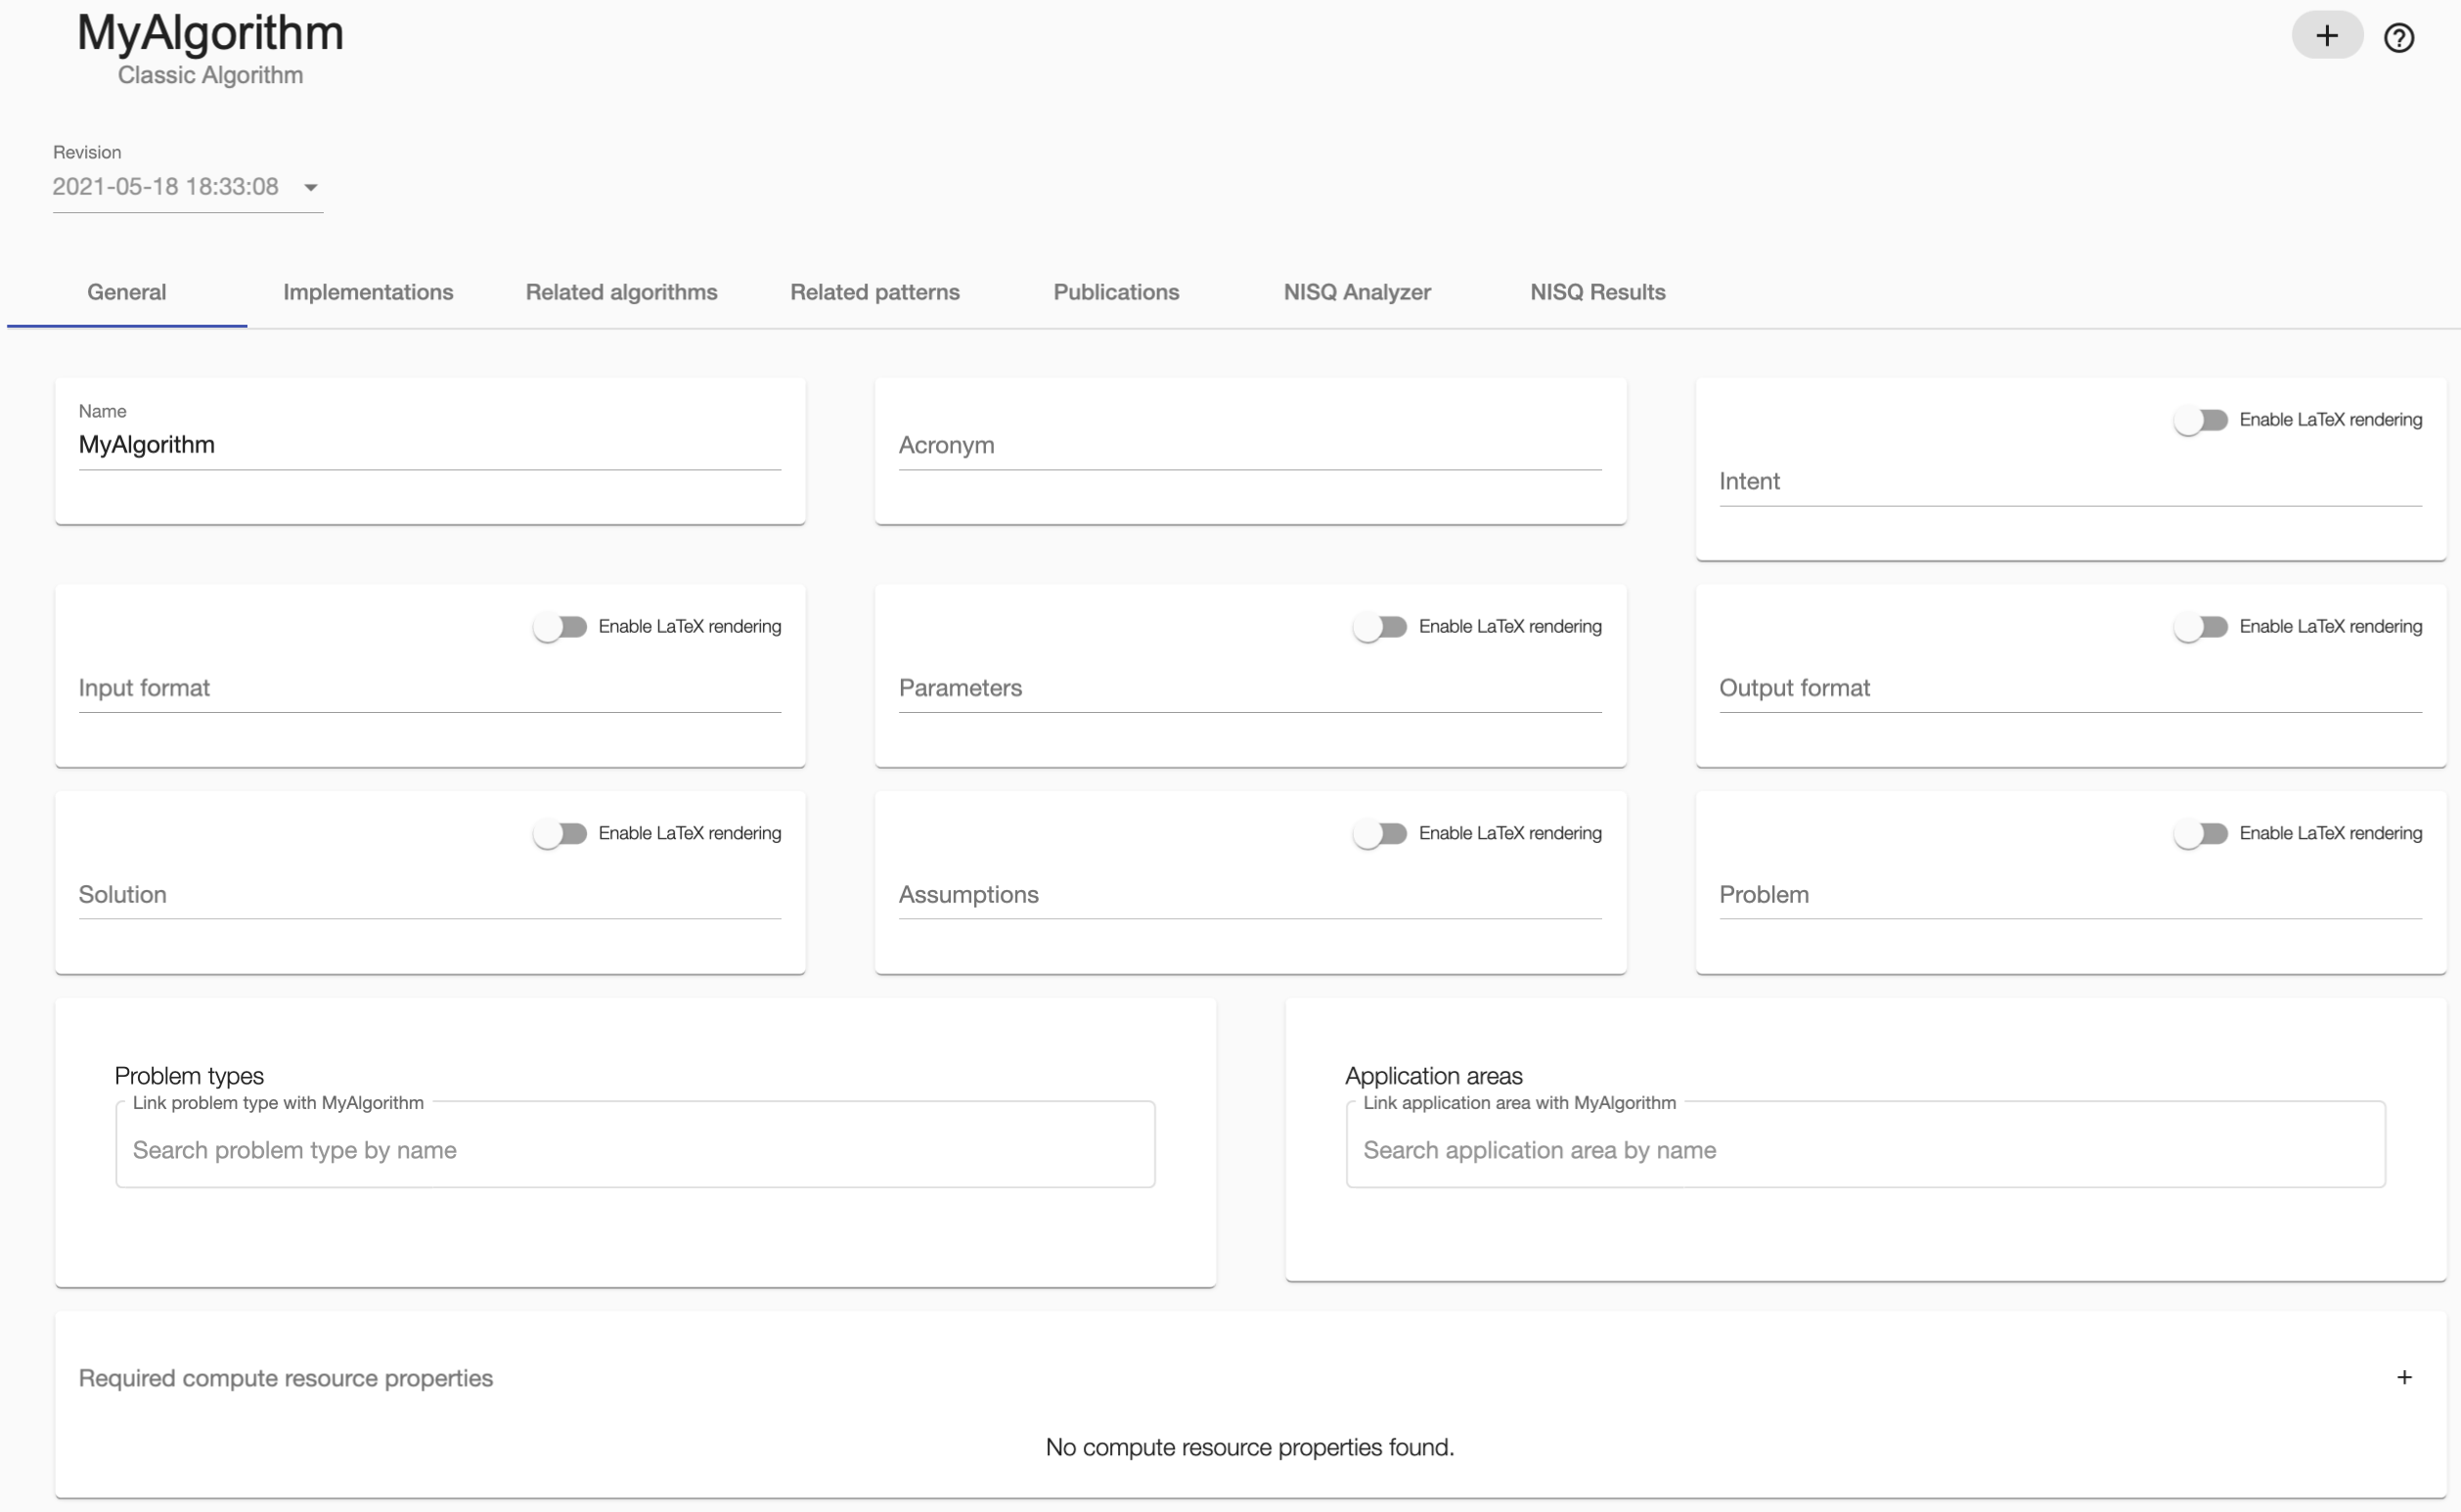 MyAlgorithm
Classic Algorithm
Revision
2021-05-18 18:33:08
General Implementations Related algorithms Related patterns Publications NISQ Analyzer NISQ Results
Name
MyAlgorithm
Acronym
Enable LaTeX rendering
Intent
Enable LaTeX rendering
Input format
Enable LaTeX rendering
Parameters
Enable LaTeX rendering
Output format
Enable LaTeX rendering
Solution
Enable LaTeX rendering
Assumptions
Enable LaTeX rendering
Problem
Problem types
Link problem type with MyAlgorithm
Search problem type by name
Application areas
Link application area with MyAlgorithm
Search application area by name
Required compute resource properties
No compute resource properties found.